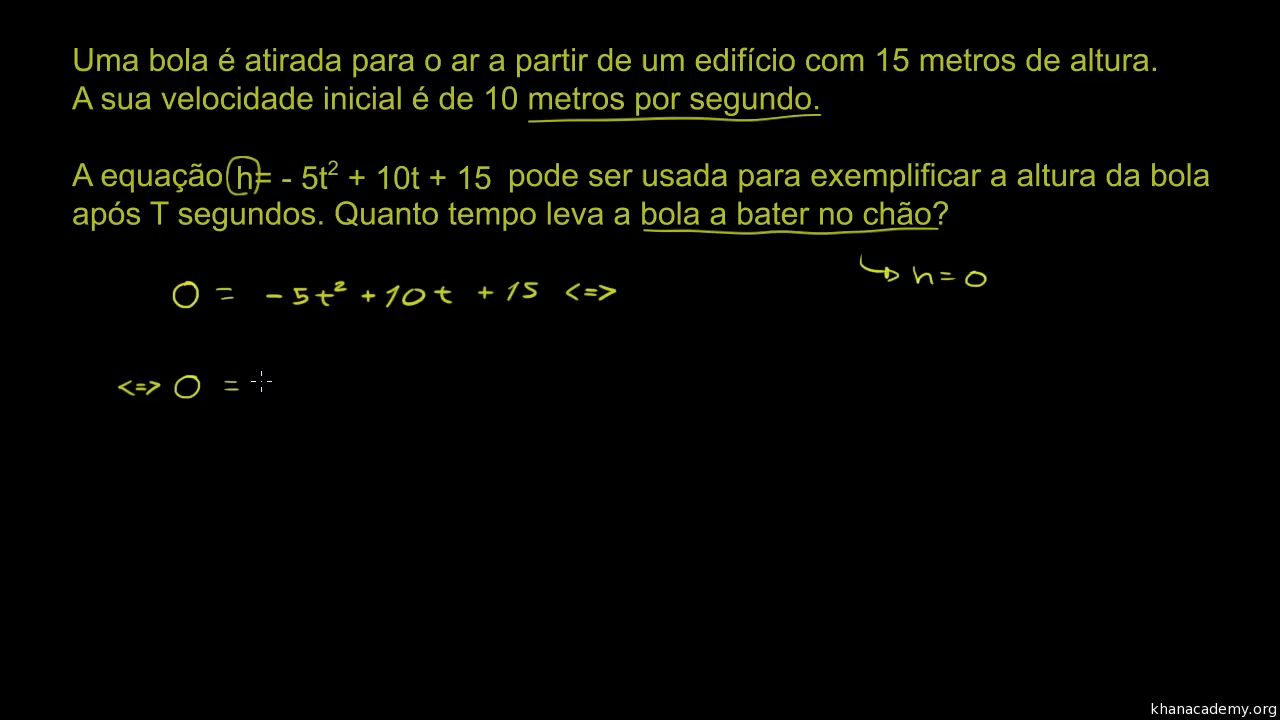 Uma bola é atirada para o ar a partir de um edifício com 15 metros de altura.
A sua velocidade inicial é de 10 metros por segundo.
A equação h= - 5t² + 10t + 15 pode ser usada para exemplificar a altura da bola
após T segundos. Quanto tempo leva a bola a bater no chão?
h = 0
0 = - 5t² + 10t + 15 <=>
<=> 0 =
khanacademy.org